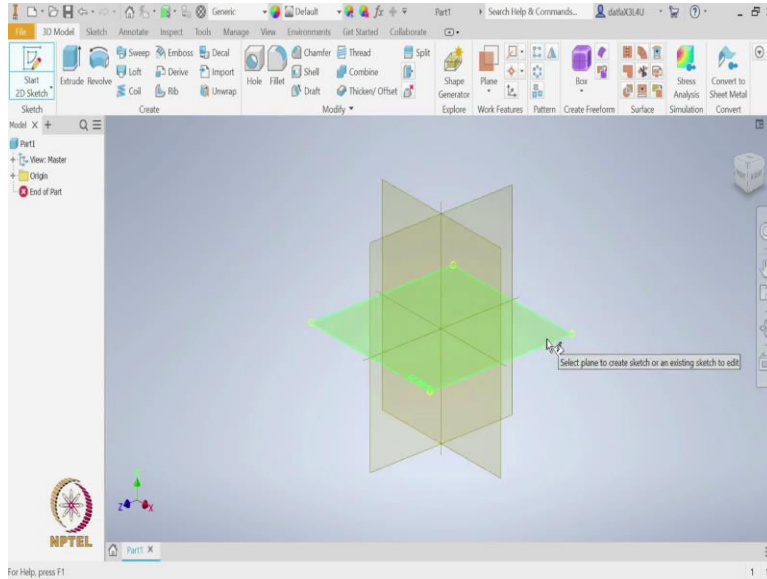 Generic Default fx Part1 Search Help & Commands... datlaX3L4U
File 3D Model Sketch Annotate Inspect Tools Manage View Environments Get Started Collaborate
Start 2D Sketch Extrude Revolve Sweep Emboss Decal Loft Derive Import Coil Rib Unwrap Hole Fillet Chamfer Thread Split Shell Combine Draft Thicken/ Offset Shape Generator Plane Box Stress Analysis Convert to Sheet Metal
Sketch Create Modify Explore Work Features Pattern Create Freeform Surface Simulation Convert
Model X +
Part1
View: Master
Origin
End of Part
Select plane to create sketch or an existing sketch to edit
Z X
NPTEL
Part1 X
For Help, press F1 1